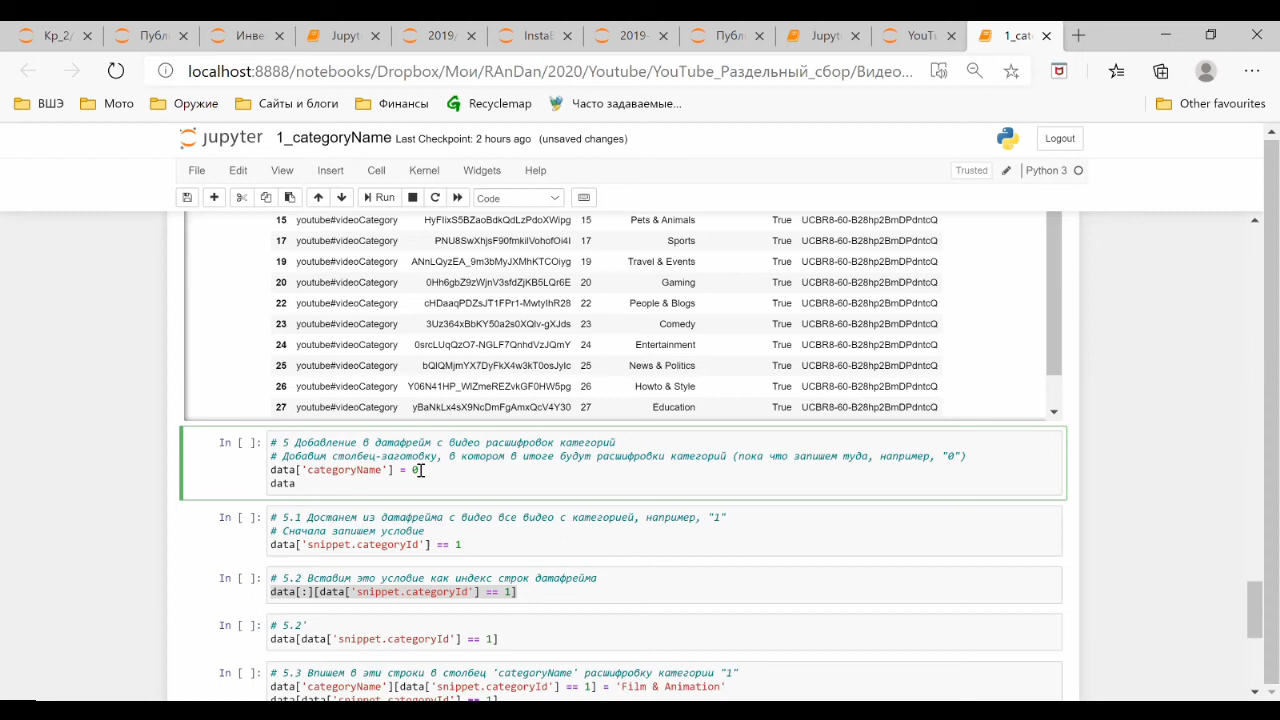 Кр_2/
Публ
Инве
Jupyt
2019/
InstaE
2019-
Публ
Jupyt
YouTu
1_cate
localhost:8888/notebooks/Dropbox/Мои/RAnDan/2020/Youtube/YouTube_Раздельный_сбор/Видео...
ВШЭ
Мото
Оружие
Сайты и блоги
Финансы
Recyclemap
Часто задаваемые...
Other favourites
jupyter 1_categoryName Last Checkpoint: 2 hours ago (unsaved changes)
Logout
File Edit View Insert Cell Kernel Widgets Help
Trusted
Python 3
Run
Code
15 youtube#videoCategory HyFIixS5BZaoBdkQdLzPdoXWipg 15 Pets & Animals True UCBR8-60-B28hp2BmDPdntcQ
17 youtube#videoCategory PNU8SwXhjsF90fmkilVohofOi4I 17 Sports True UCBR8-60-B28hp2BmDPdntcQ
19 youtube#videoCategory ANnLQyzEA_9m3bMyJXMhKTCOiyg 19 Travel & Events True UCBR8-60-B28hp2BmDPdntcQ
20 youtube#videoCategory 0Hh6gbZ9zWjnV3sfdZjKB5LQr6E 20 Gaming True UCBR8-60-B28hp2BmDPdntcQ
22 youtube#videoCategory cHDaaqPDZsJT1FPr1-MwtyIhR28 22 People & Blogs True UCBR8-60-B28hp2BmDPdntcQ
23 youtube#videoCategory 3Uz364xBbKY50a2s0XQlv-gXJds 23 Comedy True UCBR8-60-B28hp2BmDPdntcQ
24 youtube#videoCategory 0srcLUqQzO7-NGLF7QnhdVzJQmY 24 Entertainment True UCBR8-60-B28hp2BmDPdntcQ
25 youtube#videoCategory bQlQMjmYX7DyFkX4w3kT0osJyIc 25 News & Politics True UCBR8-60-B28hp2BmDPdntcQ
26 youtube#videoCategory Y06N41HP_WlZmeREZvkGF0HW5pg 26 Howto & Style True UCBR8-60-B28hp2BmDPdntcQ
27 youtube#videoCategory yBaNkLx4sX9NcDmFgAmxQcV4Y30 27 Education True UCBR8-60-B28hp2BmDPdntcQ
In [ ]: # 5 Добавление в датафрейм с видео расшифровок категорий
# Добавим столбец-заготовку, в котором в итоге будут расшифровки категорий (пока что запишем туда, например, "0")
data['categoryName'] = 0
data
In [ ]: # 5.1 Достанем из датафрейма с видео все видео с категорией, например, "1"
# Сначала запишем условие
data['snippet.categoryId'] == 1
In [ ]: # 5.2 Вставим это условие как индекс строк датафрейма
data[:][data['snippet.categoryId'] == 1]
In [ ]: # 5.2'
data[data['snippet.categoryId'] == 1]
In [ ]: # 5.3 Впишем в эти строки в столбец 'categoryName' расшифровку категории "1"
data['categoryName'][data['snippet.categoryId'] == 1] = 'Film & Animation'
data[data['snippet.categoryId'] == 1]